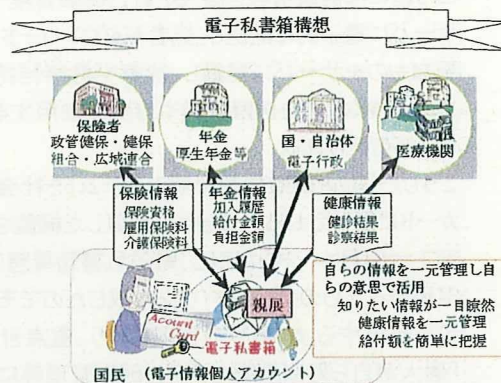 電子私書箱構想
保険者
政管健保・健保
組合・広域連合
年金
厚生年金等
国・自治体
電子行政
医療機関
保険情報
保険資格
雇用保険料
介護保険料
年金情報
加入履歴
給付金額
負担金額
健康情報
健診結果
診察結果
自らの情報を一元管理し自
らの意思で活用
知りたい情報が一目瞭然
健康情報を一元管理
給付額を簡単に把握
親展
Account
Card
電子私書箱
国民 (電子情報個人アカウント)